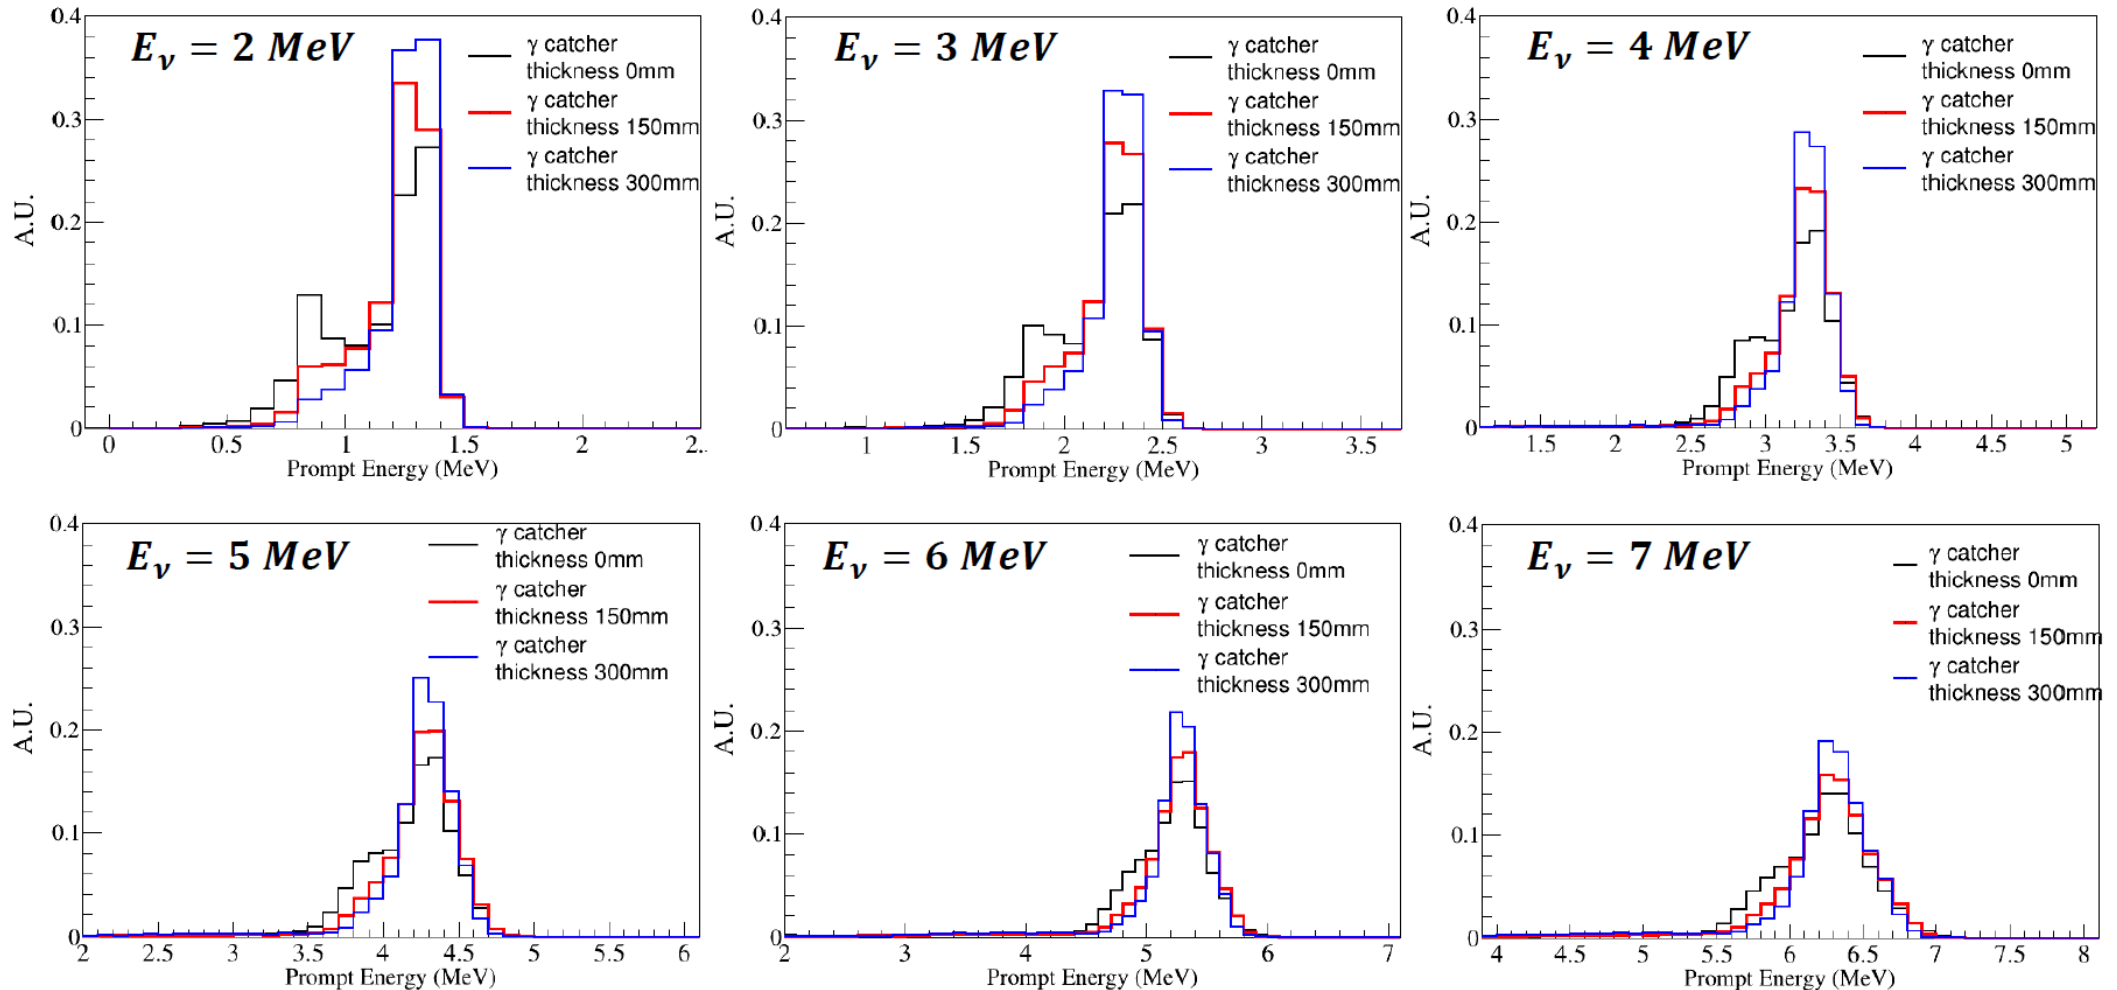 E_ν = 2 MeV
γ catcher
thickness 0mm
γ catcher
thickness 150mm
γ catcher
thickness 300mm
A.U.
0.4
0.3
0.2
0.1
0
0 0.5 1 1.5 2 2.
Prompt Energy (MeV)
E_ν = 3 MeV
γ catcher
thickness 0mm
γ catcher
thickness 150mm
γ catcher
thickness 300mm
A.U.
0.4
0.3
0.2
0.1
0
1 1.5 2 2.5 3 3.5
Prompt Energy (MeV)
E_ν = 4 MeV
γ catcher
thickness 0mm
γ catcher
thickness 150mm
γ catcher
thickness 300mm
A.U.
0.4
0.3
0.2
0.1
0
1.5 2 2.5 3 3.5 4 4.5 5
Prompt Energy (MeV)
E_ν = 5 MeV
γ catcher
thickness 0mm
γ catcher
thickness 150mm
γ catcher
thickness 300mm
A.U.
0.4
0.3
0.2
0.1
0
2 2.5 3 3.5 4 4.5 5 5.5 6
Prompt Energy (MeV)
E_ν = 6 MeV
γ catcher
thickness 0mm
γ catcher
thickness 150mm
γ catcher
thickness 300mm
A.U.
0.4
0.3
0.2
0.1
0
2 3 4 5 6 7
Prompt Energy (MeV)
E_ν = 7 MeV
γ catcher
thickness 0mm
γ catcher
thickness 150mm
γ catcher
thickness 300mm
A.U.
0.4
0.3
0.2
0.1
0
4 4.5 5 5.5 6 6.5 7 7.5 8
Prompt Energy (MeV)